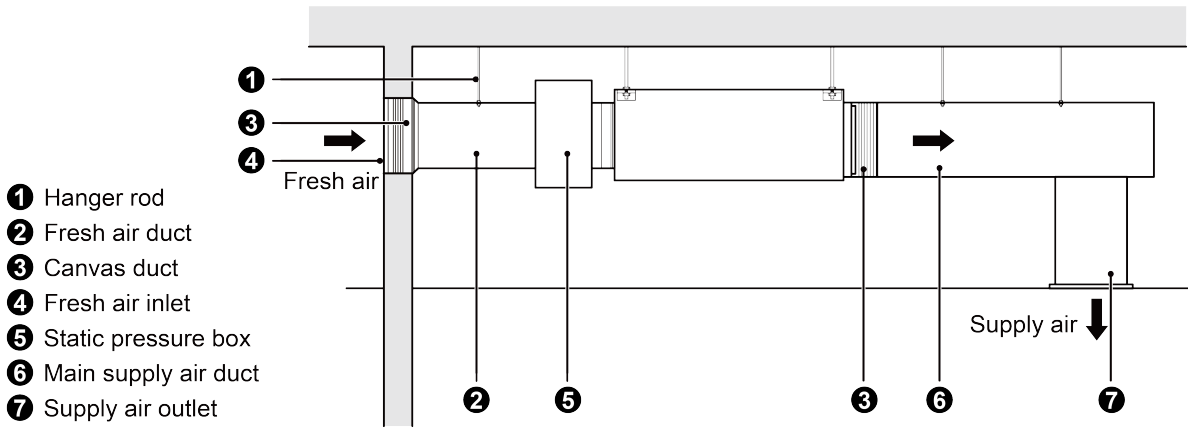 1
3
4
Fresh air
1 Hanger rod
2 Fresh air duct
3 Canvas duct
4 Fresh air inlet
5 Static pressure box
6 Main supply air duct
7 Supply air outlet
Supply air
2 5 3 6 7